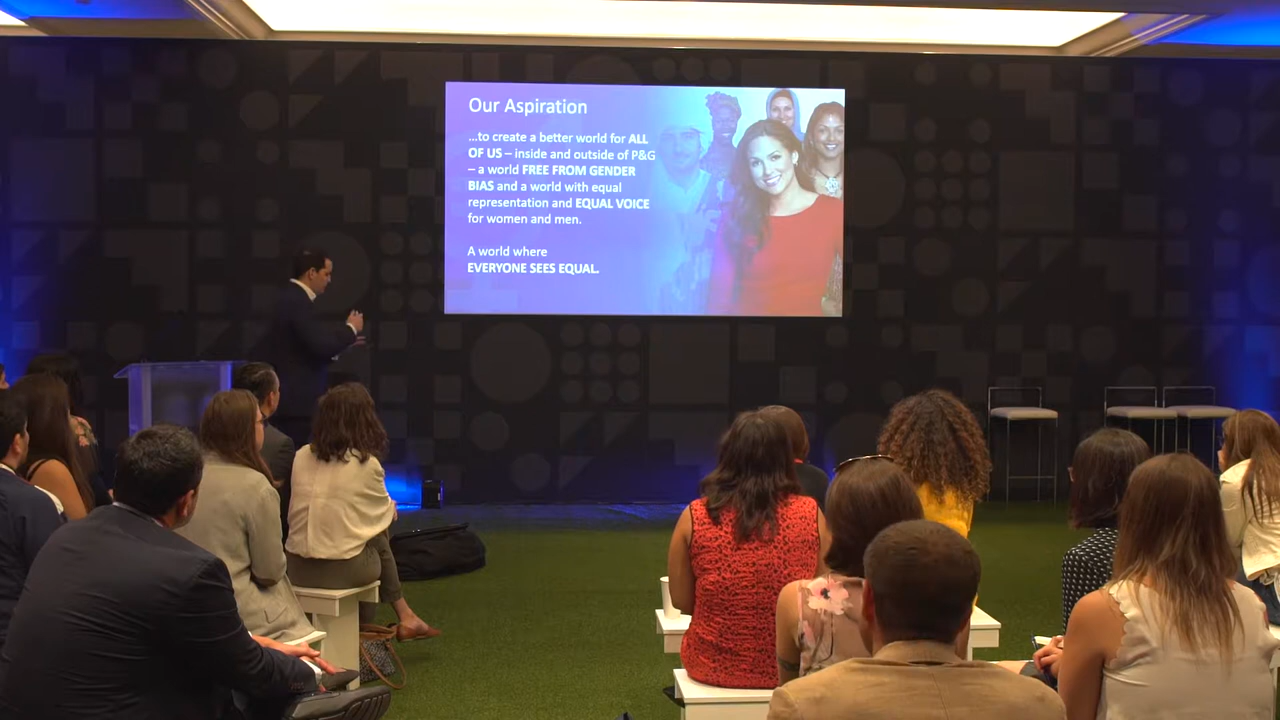 Our Aspiration
...to create a better world for ALL
OF US – inside and outside of P&G
– a world FREE FROM GENDER
BIAS and a world with equal
representation and EQUAL VOICE
for women and men.
A world where
EVERYONE SEES EQUAL.